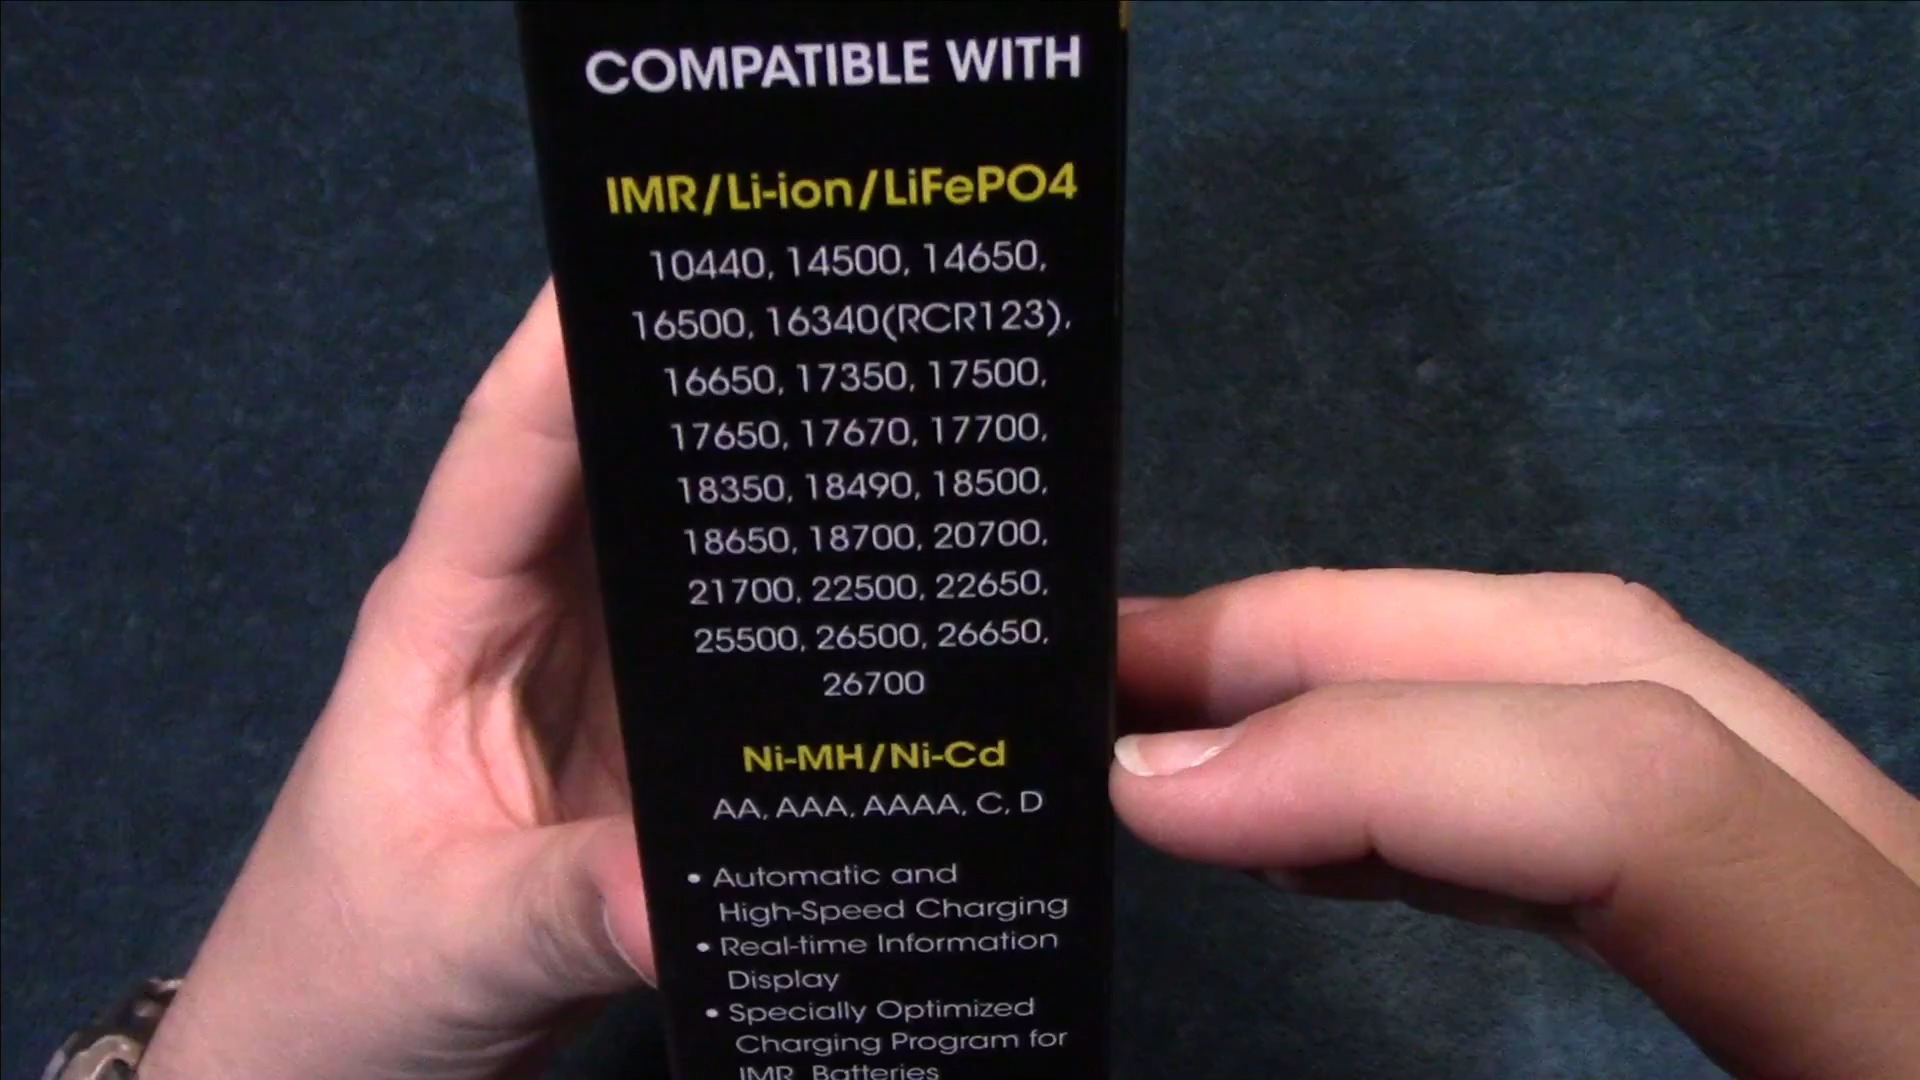 COMPATIBLE WITH
IMR/Li-ion/LiFePO4
10440, 14500, 14650,
16500, 16340(RCR123),
16650, 17350, 17500,
17650, 17670, 17700,
18350, 18490, 18500,
18650, 18700, 20700,
21700, 22500, 22650,
25500, 26500, 26650,
26700
Ni-MH/Ni-Cd
AA, AAA, AAAA, C, D
• Automatic and
High-Speed Charging
• Real-time Information
Display
• Specially Optimized
Charging Program for
IMR Batteries